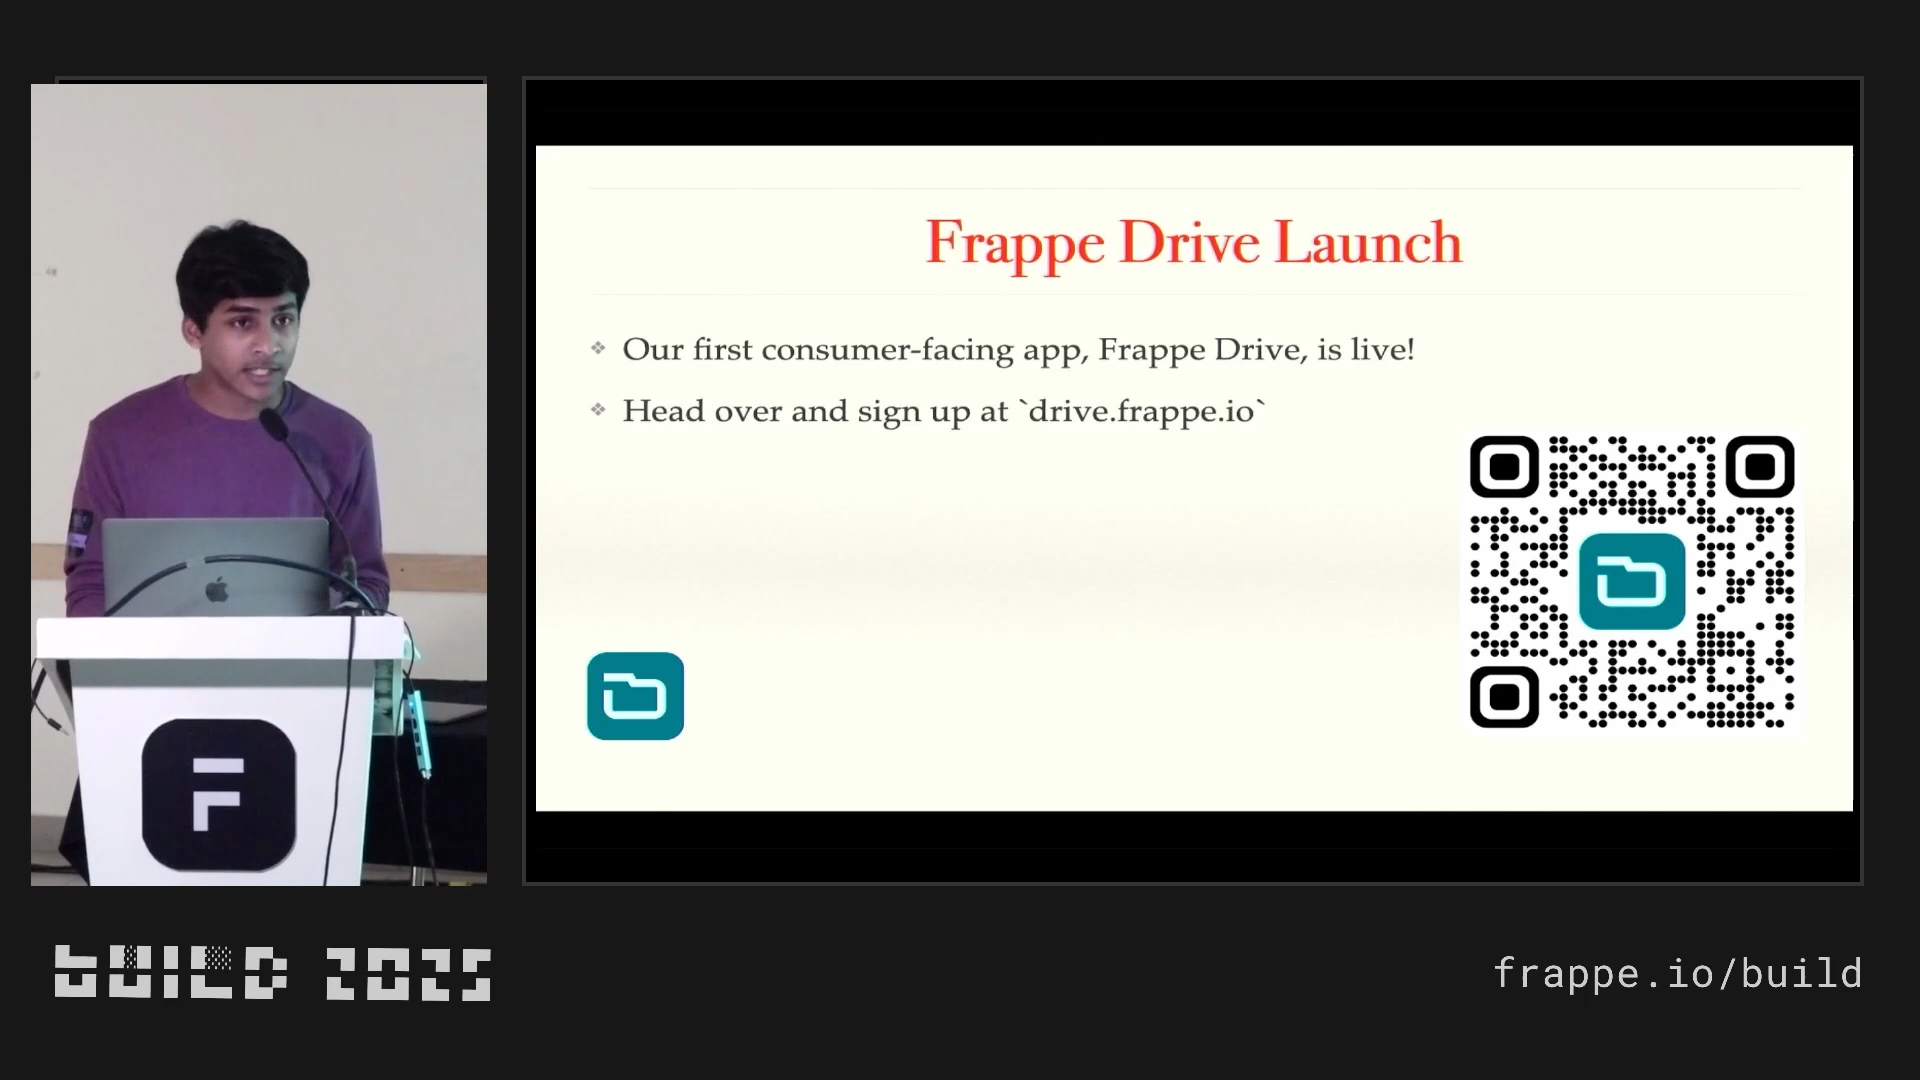 Frappe Drive Launch
Our first consumer-facing app, Frappe Drive, is live!
Head over and sign up at `drive.frappe.io`
F
BUILD 2025
frappe.io/build